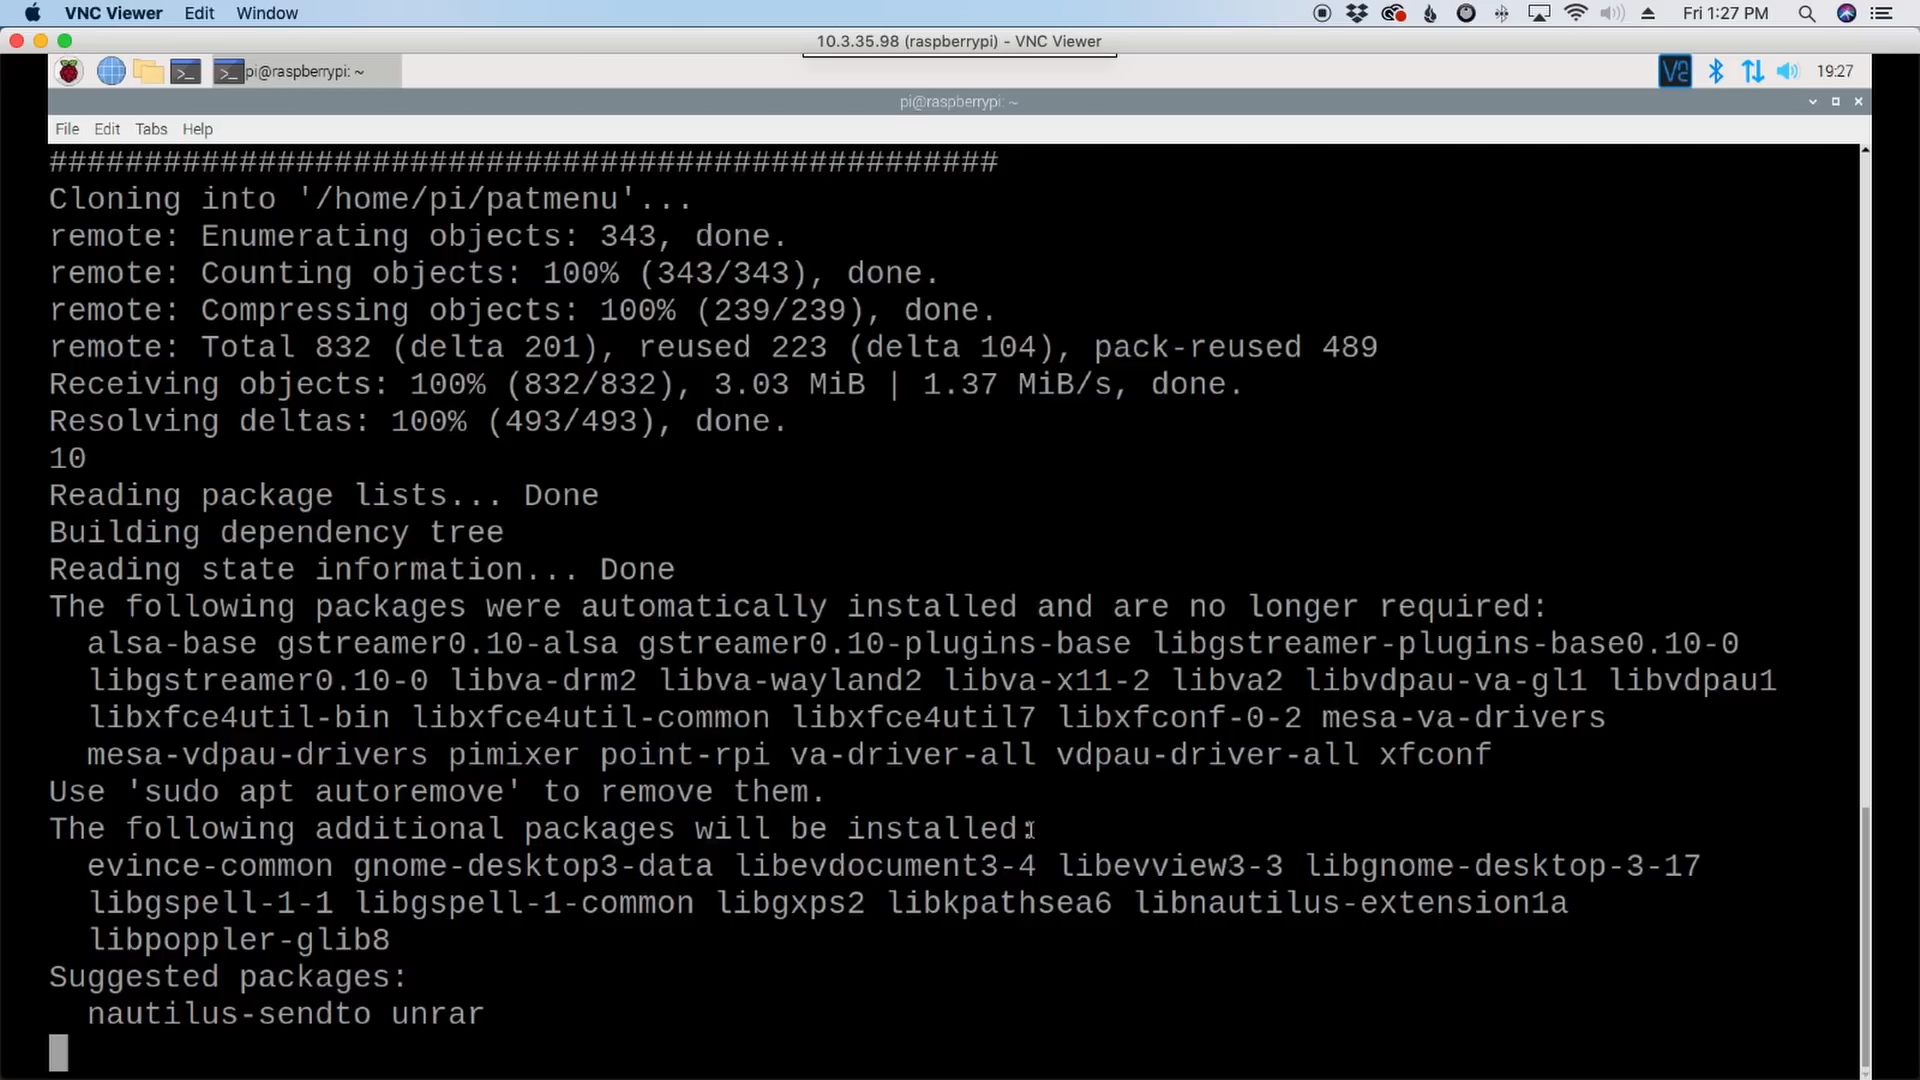 VNC Viewer Edit Window Fri 1:27 PM
10.3.35.98 (raspberrypi) - VNC Viewer
pi@raspberrypi: ~ 19:27
pi@raspberrypi: ~
File Edit Tabs Help
##################################################
Cloning into '/home/pi/patmenu'...
remote: Enumerating objects: 343, done.
remote: Counting objects: 100% (343/343), done.
remote: Compressing objects: 100% (239/239), done.
remote: Total 832 (delta 201), reused 223 (delta 104), pack-reused 489
Receiving objects: 100% (832/832), 3.03 MiB | 1.37 MiB/s, done.
Resolving deltas: 100% (493/493), done.
10
Reading package lists... Done
Building dependency tree
Reading state information... Done
The following packages were automatically installed and are no longer required:
alsa-base gstreamer0.10-alsa gstreamer0.10-plugins-base libgstreamer-plugins-base0.10-0
libgstreamer0.10-0 libva-drm2 libva-wayland2 libva-x11-2 libva2 libvdpau-va-gl1 libvdpau1
libxfce4util-bin libxfce4util-common libxfce4util7 libxfconf-0-2 mesa-va-drivers
mesa-vdpau-drivers pimixer point-rpi va-driver-all vdpau-driver-all xfconf
Use 'sudo apt autoremove' to remove them.
The following additional packages will be installed:
evince-common gnome-desktop3-data libevdocument3-4 libevview3-3 libgnome-desktop-3-17
libgspell-1-1 libgspell-1-common libgxps2 libkpathsea6 libnautilus-extension1a
libpoppler-glib8
Suggested packages:
nautilus-sendto unrar